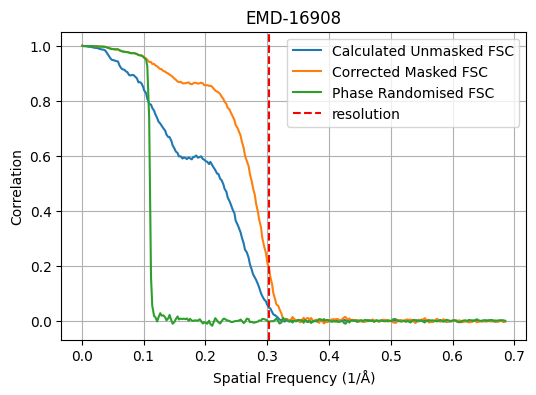 EMD-16908
Calculated Unmasked FSC
Corrected Masked FSC
Phase Randomised FSC
resolution
Correlation
1.0
0.8
0.6
0.4
0.2
0.0
0.0 0.1 0.2 0.3 0.4 0.5 0.6 0.7
Spatial Frequency (1/Å)